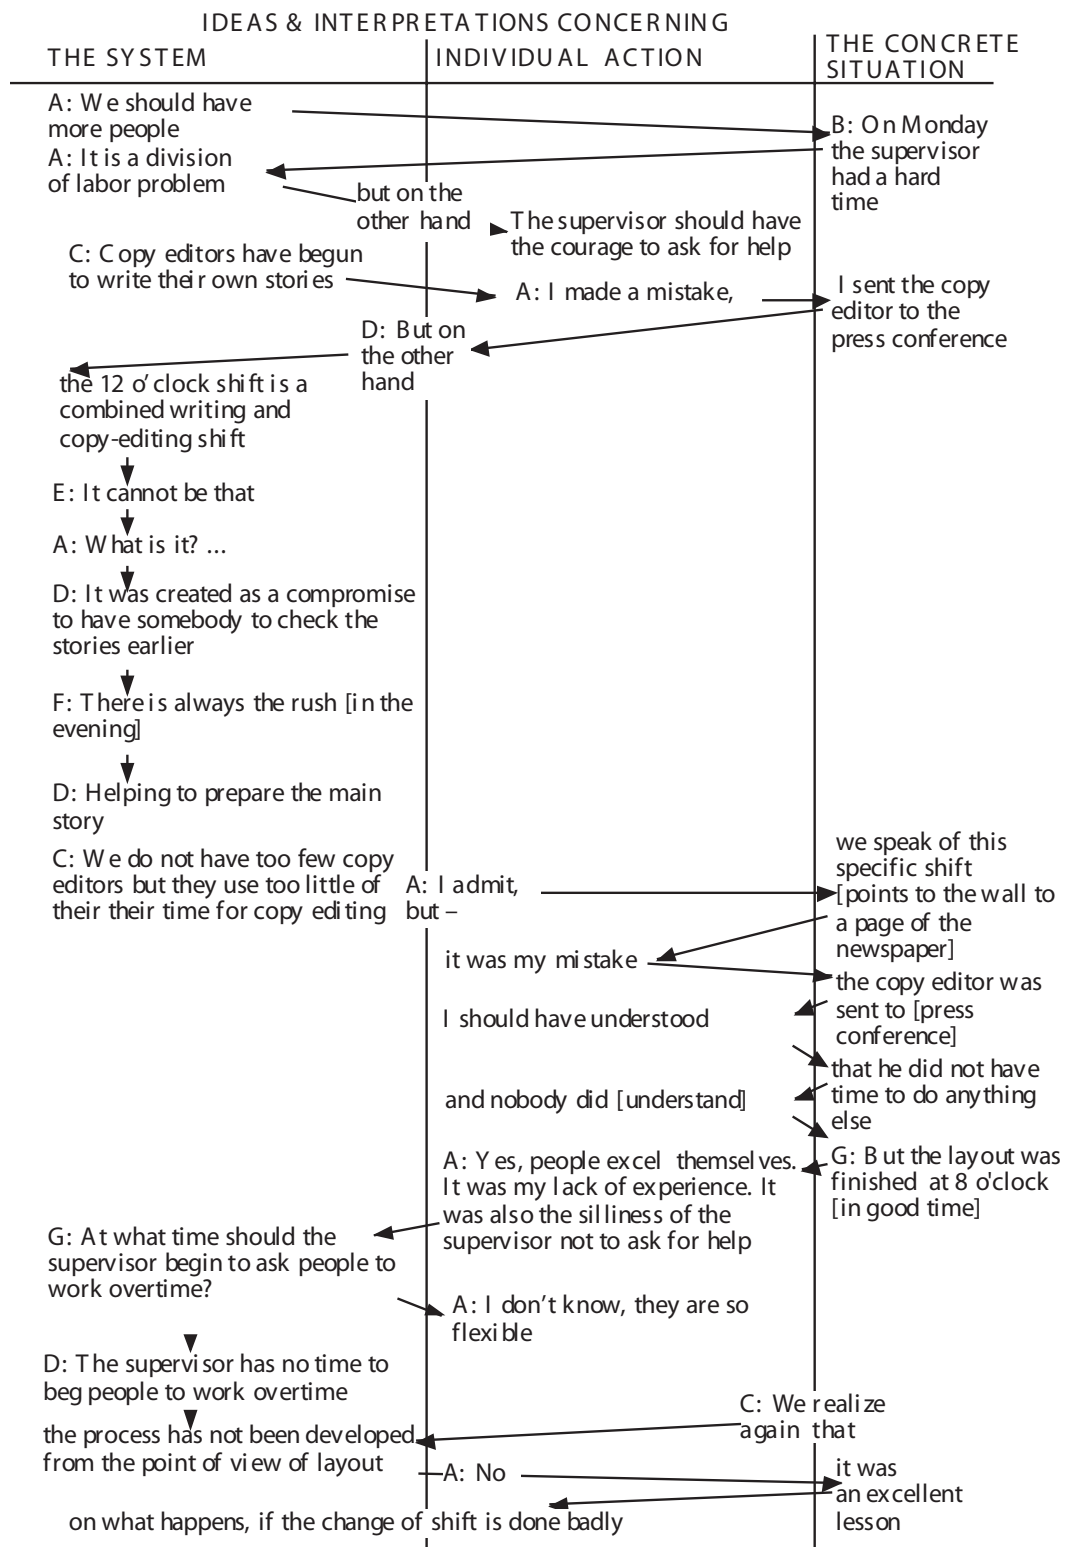 IDEAS & INTERPRETATIONS CONCERNING
THE SYSTEM
INDIVIDUAL ACTION
THE CONCRETE
SITUATION
A: We should have
more people
B: On Monday
the supervisor
had a hard
time
A: It is a division
of labor problem
but on the
other hand
The supervisor should have
the courage to ask for help
C: Copy editors have begun
to write their own stories
A: I made a mistake,
I sent the copy
editor to the
press conference
D: But on
the other
hand
the 12 o'clock shift is a
combined writing and
copy-editing shift
E: It cannot be that
A: What is it? ...
D: It was created as a compromise
to have somebody to check the
stories earlier
F: There is always the rush [in the
evening]
D: Helping to prepare the main
story
C: We do not have too few copy
editors but they use too little of
their their time for copy editing
A: I admit,
but –
we speak of this
specific shift
[points to the wall to
a page of the
newspaper]
it was my mistake
the copy editor was
sent to [press
conference]
I should have understood
that he did not have
time to do anything
else
and nobody did [understand]
G: But the layout was
finished at 8 o'clock
[in good time]
A: Yes, people excel themselves.
It was my lack of experience. It
was also the silliness of the
supervisor not to ask for help
G: At what time should the
supervisor begin to ask people to
work overtime?
A: I don't know, they are so
flexible
D: The supervisor has no time to
beg people to work overtime
C: We realize
again that
the process has not been developed
from the point of view of layout
A: No
it was
an excellent
lesson
on what happens, if the change of shift is done badly